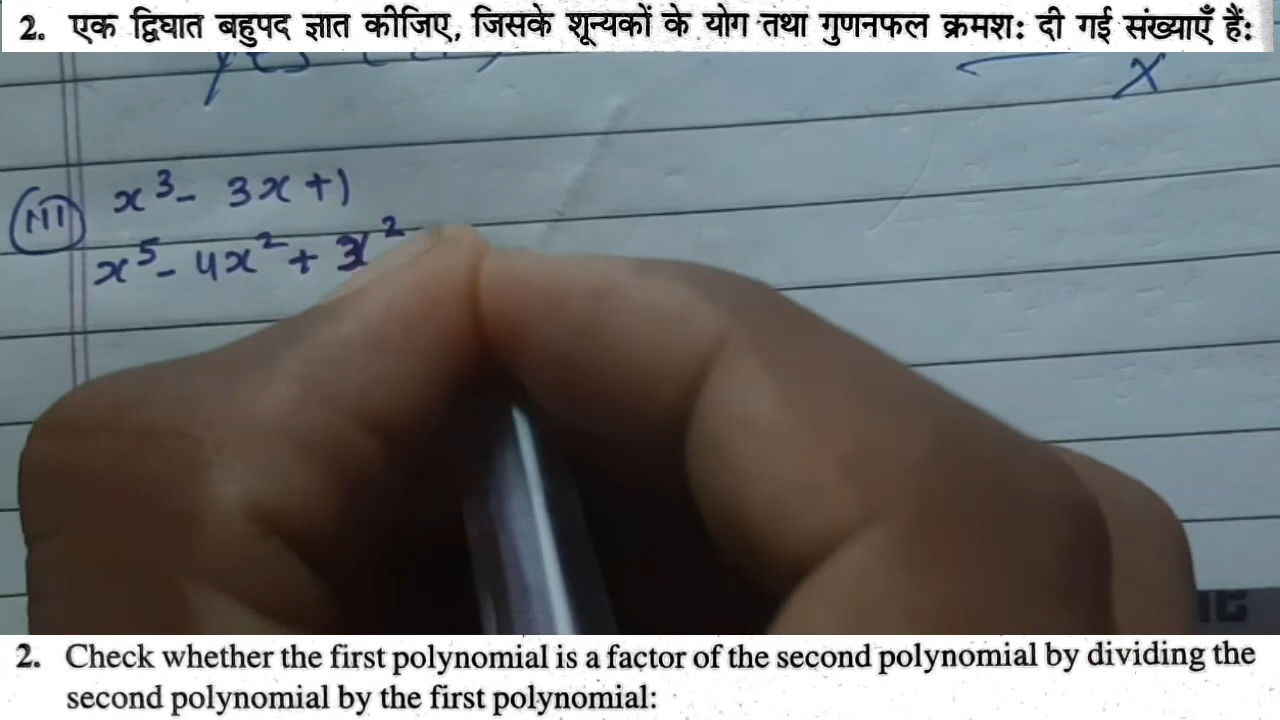 2. एक द्विघात बहुपद ज्ञात कीजिए, जिसके शून्यकों के योग तथा गुणनफल क्रमश: दी गई संख्याएँ हैं:
x
(III) x³- 3x+1
x⁵- 4x²+ 3x²
2. Check whether the first polynomial is a factor of the second polynomial by dividing the
second polynomial by the first polynomial: